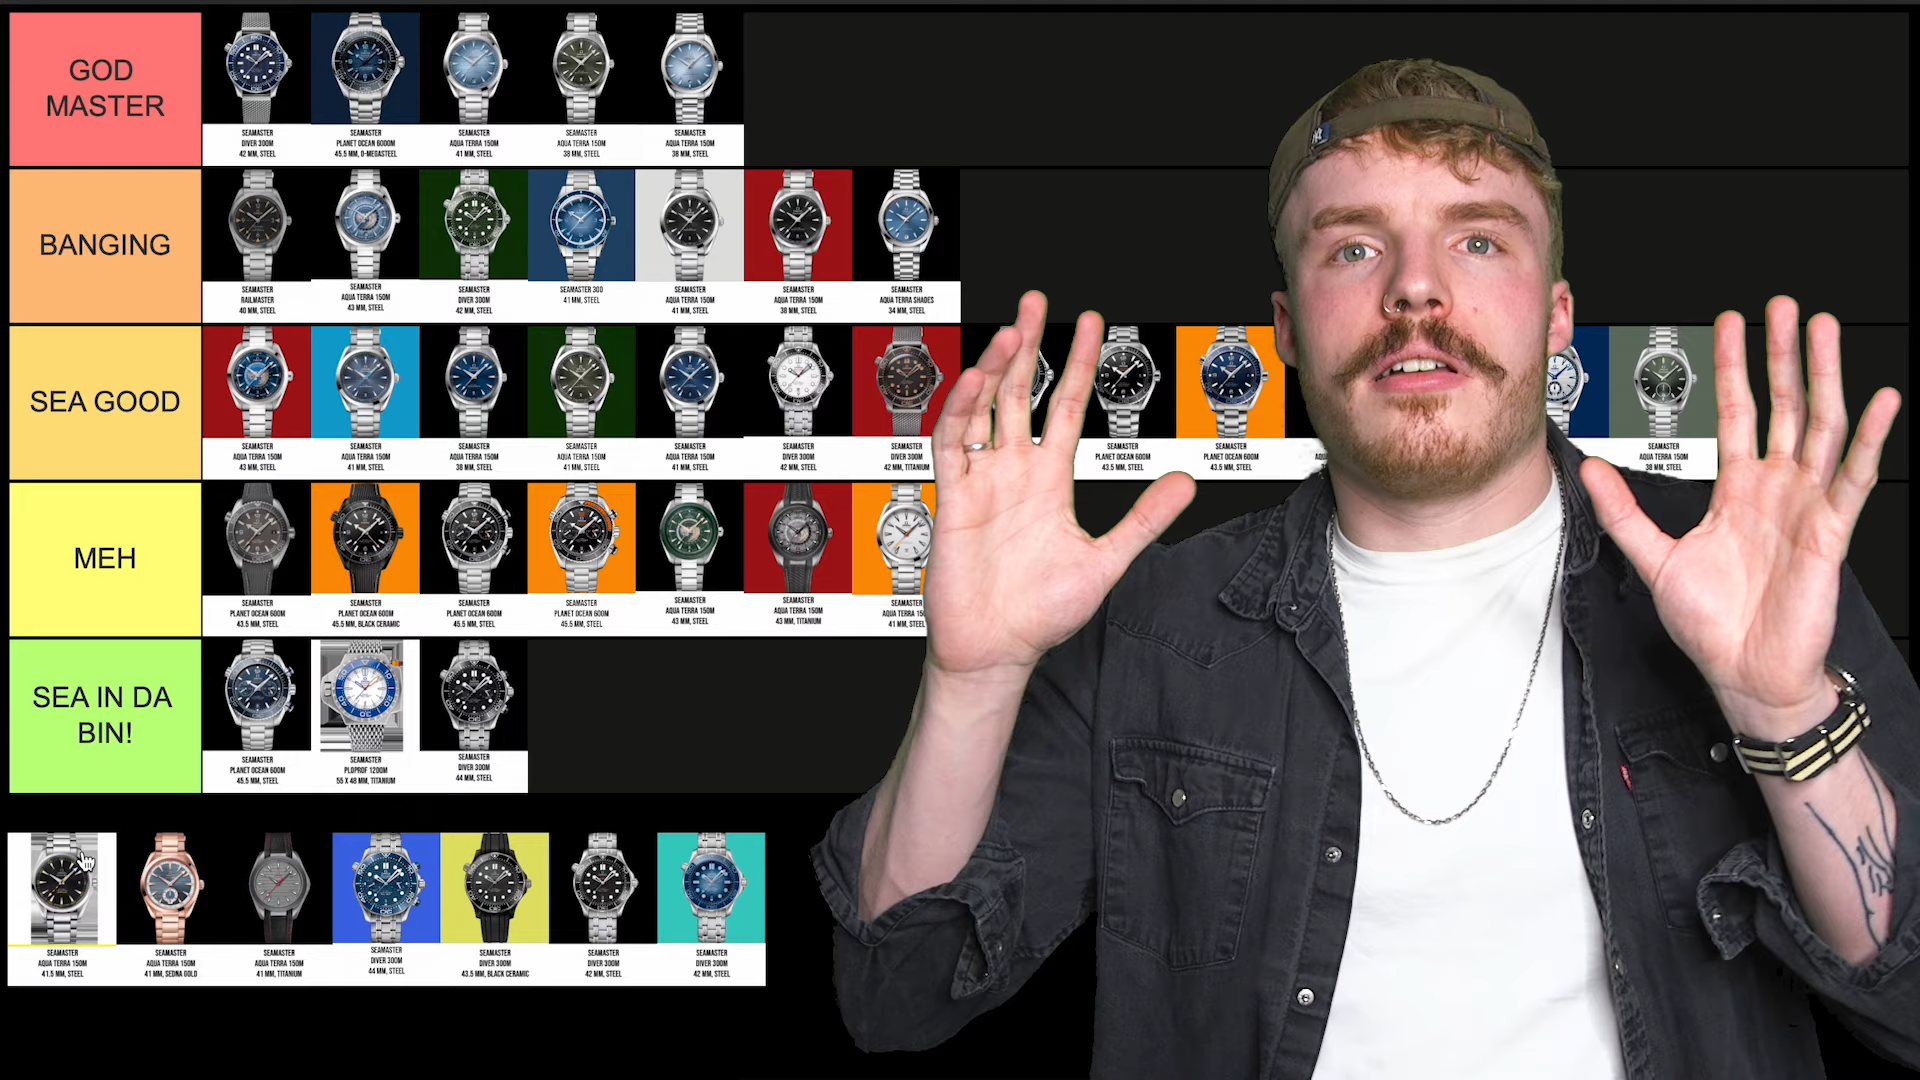 GOD
MASTER
SEAMASTER
DIVER 300M
42 MM, STEEL
SEAMASTER
PLANET OCEAN 6000M
45.5 MM, O-MEGASTEEL
SEAMASTER
AQUA TERRA 150M
41 MM, STEEL
SEAMASTER
AQUA TERRA 150M
38 MM, STEEL
SEAMASTER
AQUA TERRA 150M
38 MM, STEEL
BANGING
SEAMASTER
RAILMASTER
40 MM, STEEL
SEAMASTER
AQUA TERRA 150M
43 MM, STEEL
SEAMASTER
DIVER 300M
42 MM, STEEL
SEAMASTER 300
41 MM, STEEL
SEAMASTER
AQUA TERRA 150M
41 MM, STEEL
SEAMASTER
AQUA TERRA 150M
38 MM, STEEL
SEAMASTER
AQUA TERRA SHADES
34 MM, STEEL
SEA GOOD
SEAMASTER
AQUA TERRA 150M
43 MM, STEEL
SEAMASTER
AQUA TERRA 150M
41 MM, STEEL
SEAMASTER
AQUA TERRA 150M
38 MM, STEEL
SEAMASTER
AQUA TERRA 150M
41 MM, STEEL
SEAMASTER
AQUA TERRA 150M
41 MM, STEEL
SEAMASTER
DIVER 300M
42 MM, STEEL
SEAMASTER
DIVER 300M
42 MM, TITANIUM
SEAMASTER
PLANET OCEAN 600M
43.5 MM, STEEL
SEAMASTER
PLANET OCEAN 600M
43.5 MM, STEEL
SEAMASTER
AQUA TERRA 150M
38 MM, STEEL
MEH
SEAMASTER
PLANET OCEAN 600M
43.5 MM, STEEL
SEAMASTER
PLANET OCEAN 600M
45.5 MM, BLACK CERAMIC
SEAMASTER
PLANET OCEAN 600M
45.5 MM, STEEL
SEAMASTER
PLANET OCEAN 600M
45.5 MM, STEEL
SEAMASTER
AQUA TERRA 150M
43 MM, STEEL
SEAMASTER
AQUA TERRA 150M
43 MM, TITANIUM
SEAMASTER
AQUA TERRA 150
41 MM, STEEL
SEA IN DA
BIN!
SEAMASTER
PLANET OCEAN 600M
45.5 MM, STEEL
SEAMASTER
PLOPROF 1200M
55 X 48 MM, TITANIUM
SEAMASTER
DIVER 300M
44 MM, STEEL
SEAMASTER
AQUA TERRA 150M
41.5 MM, STEEL
SEAMASTER
AQUA TERRA 150M
41 MM, SEDNA GOLD
SEAMASTER
AQUA TERRA 150M
41 MM, TITANIUM
SEAMASTER
DIVER 300M
44 MM, STEEL
SEAMASTER
DIVER 300M
43.5 MM, BLACK CERAMIC
SEAMASTER
DIVER 300M
42 MM, STEEL
SEAMASTER
DIVER 300M
42 MM, STEEL